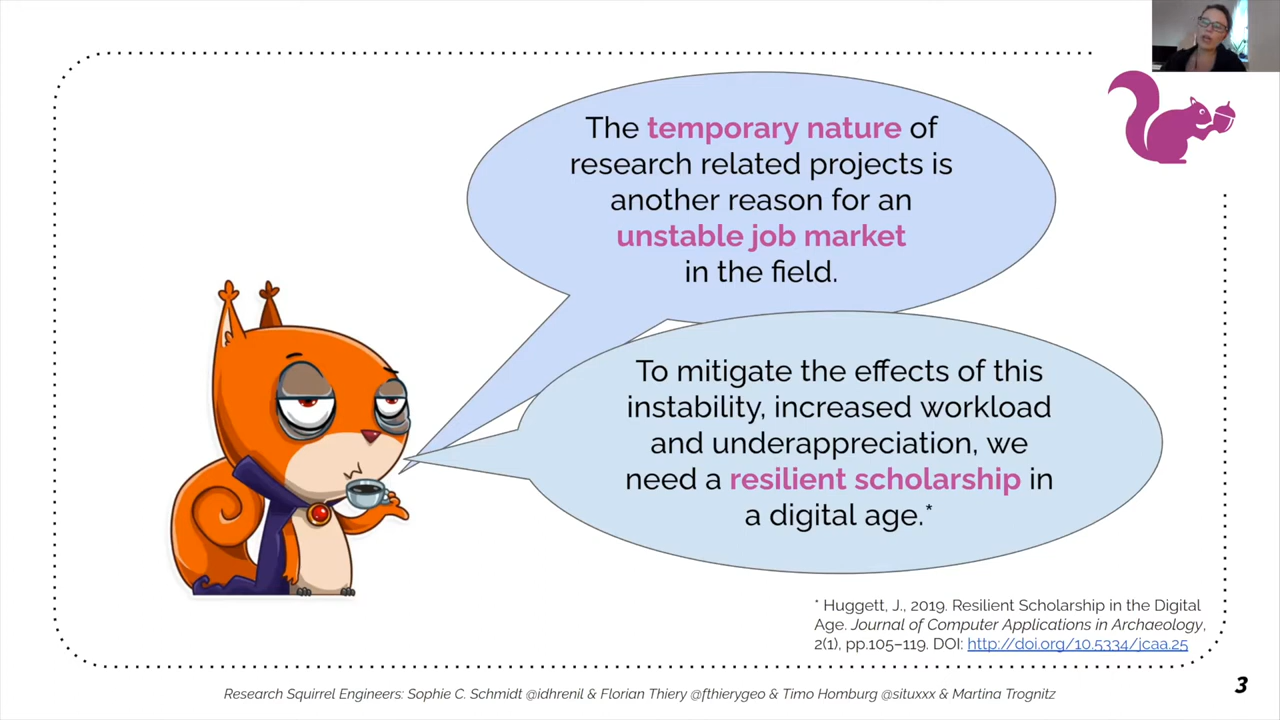 The temporary nature of
research related projects is
another reason for an
unstable job market
in the field.
To mitigate the effects of this
instability, increased workload
and underappreciation, we
need a resilient scholarship in
a digital age.*
* Huggett, J., 2019. Resilient Scholarship in the Digital
Age. Journal of Computer Applications in Archaeology,
2(1), pp.105–119. DOI: http://doi.org/10.5334/jcaa.25
Research Squirrel Engineers: Sophie C. Schmidt @idhrenil & Florian Thiery @fthierygeo & Timo Homburg @situxxx & Martina Trognitz
3